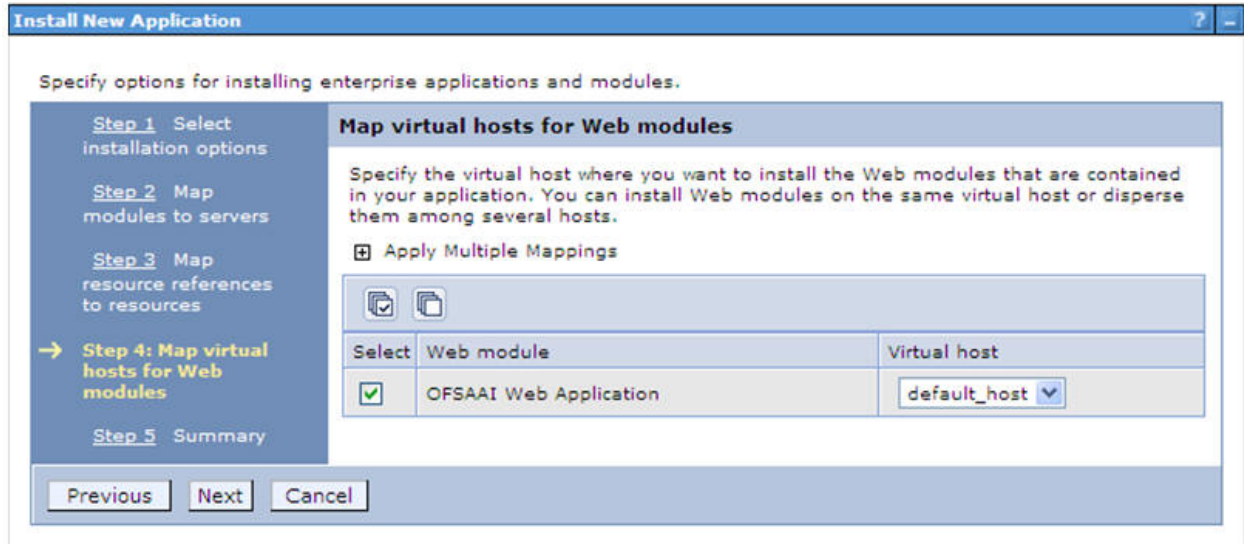 Install New Application
?
Specify options for installing enterprise applications and modules.
Step 1 Select
installation options
Step 2 Map
modules to servers
Step 3 Map
resource references
to resources
Step 4: Map virtual
hosts for Web
modules
Step 5 Summary
Map virtual hosts for Web modules
Specify the virtual host where you want to install the Web modules that are contained
in your application. You can install Web modules on the same virtual host or disperse
them among several hosts.
Apply Multiple Mappings
Select Web module Virtual host
OFSAAI Web Application default_host
Previous Next Cancel